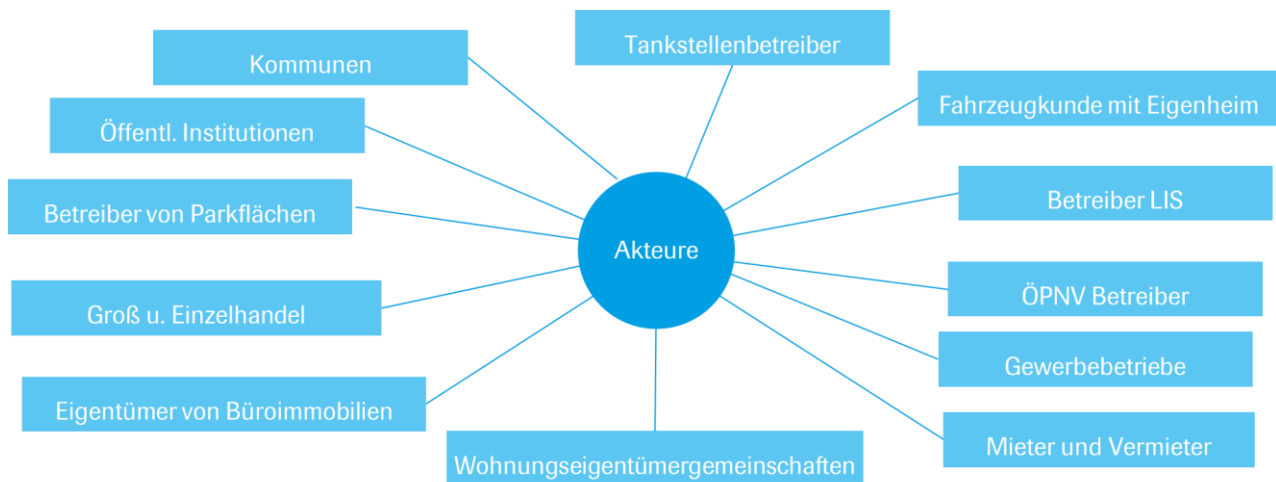 Tankstellenbetreiber
Kommunen
Fahrzeugkunde mit Eigenheim
Öffentl. Institutionen
Betreiber LIS
Betreiber von Parkflächen
Akteure
ÖPNV Betreiber
Groß u. Einzelhandel
Gewerbebetriebe
Eigentümer von Büroimmobilien
Mieter und Vermieter
Wohnungseigentümergemeinschaften